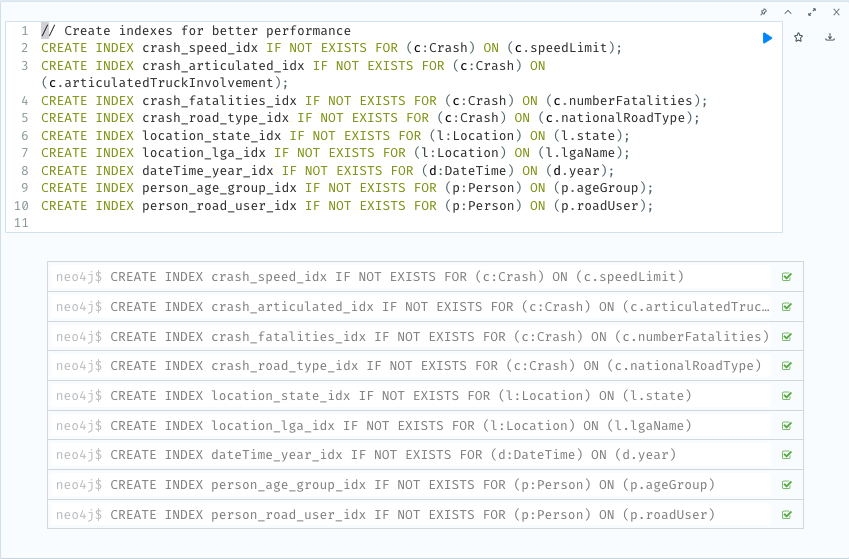 1 // Create indexes for better performance
2 CREATE INDEX crash_speed_idx IF NOT EXISTS FOR (c:Crash) ON (c.speedLimit);
3 CREATE INDEX crash_articulated_idx IF NOT EXISTS FOR (c:Crash) ON
(c.articulatedTruckInvolvement);
4 CREATE INDEX crash_fatalities_idx IF NOT EXISTS FOR (c:Crash) ON (c.numberFatalities);
5 CREATE INDEX crash_road_type_idx IF NOT EXISTS FOR (c:Crash) ON (c.nationalRoadType);
6 CREATE INDEX location_state_idx IF NOT EXISTS FOR (l:Location) ON (l.state);
7 CREATE INDEX location_lga_idx IF NOT EXISTS FOR (l:Location) ON (l.lgaName);
8 CREATE INDEX dateTime_year_idx IF NOT EXISTS FOR (d:DateTime) ON (d.year);
9 CREATE INDEX person_age_group_idx IF NOT EXISTS FOR (p:Person) ON (p.ageGroup);
10 CREATE INDEX person_road_user_idx IF NOT EXISTS FOR (p:Person) ON (p.roadUser);
11
neo4j$ CREATE INDEX crash_speed_idx IF NOT EXISTS FOR (c:Crash) ON (c.speedLimit)
neo4j$ CREATE INDEX crash_articulated_idx IF NOT EXISTS FOR (c:Crash) ON (c.articulatedTruc…
neo4j$ CREATE INDEX crash_fatalities_idx IF NOT EXISTS FOR (c:Crash) ON (c.numberFatalities)
neo4j$ CREATE INDEX crash_road_type_idx IF NOT EXISTS FOR (c:Crash) ON (c.nationalRoadType)
neo4j$ CREATE INDEX location_state_idx IF NOT EXISTS FOR (l:Location) ON (l.state)
neo4j$ CREATE INDEX location_lga_idx IF NOT EXISTS FOR (l:Location) ON (l.lgaName)
neo4j$ CREATE INDEX dateTime_year_idx IF NOT EXISTS FOR (d:DateTime) ON (d.year)
neo4j$ CREATE INDEX person_age_group_idx IF NOT EXISTS FOR (p:Person) ON (p.ageGroup)
neo4j$ CREATE INDEX person_road_user_idx IF NOT EXISTS FOR (p:Person) ON (p.roadUser)